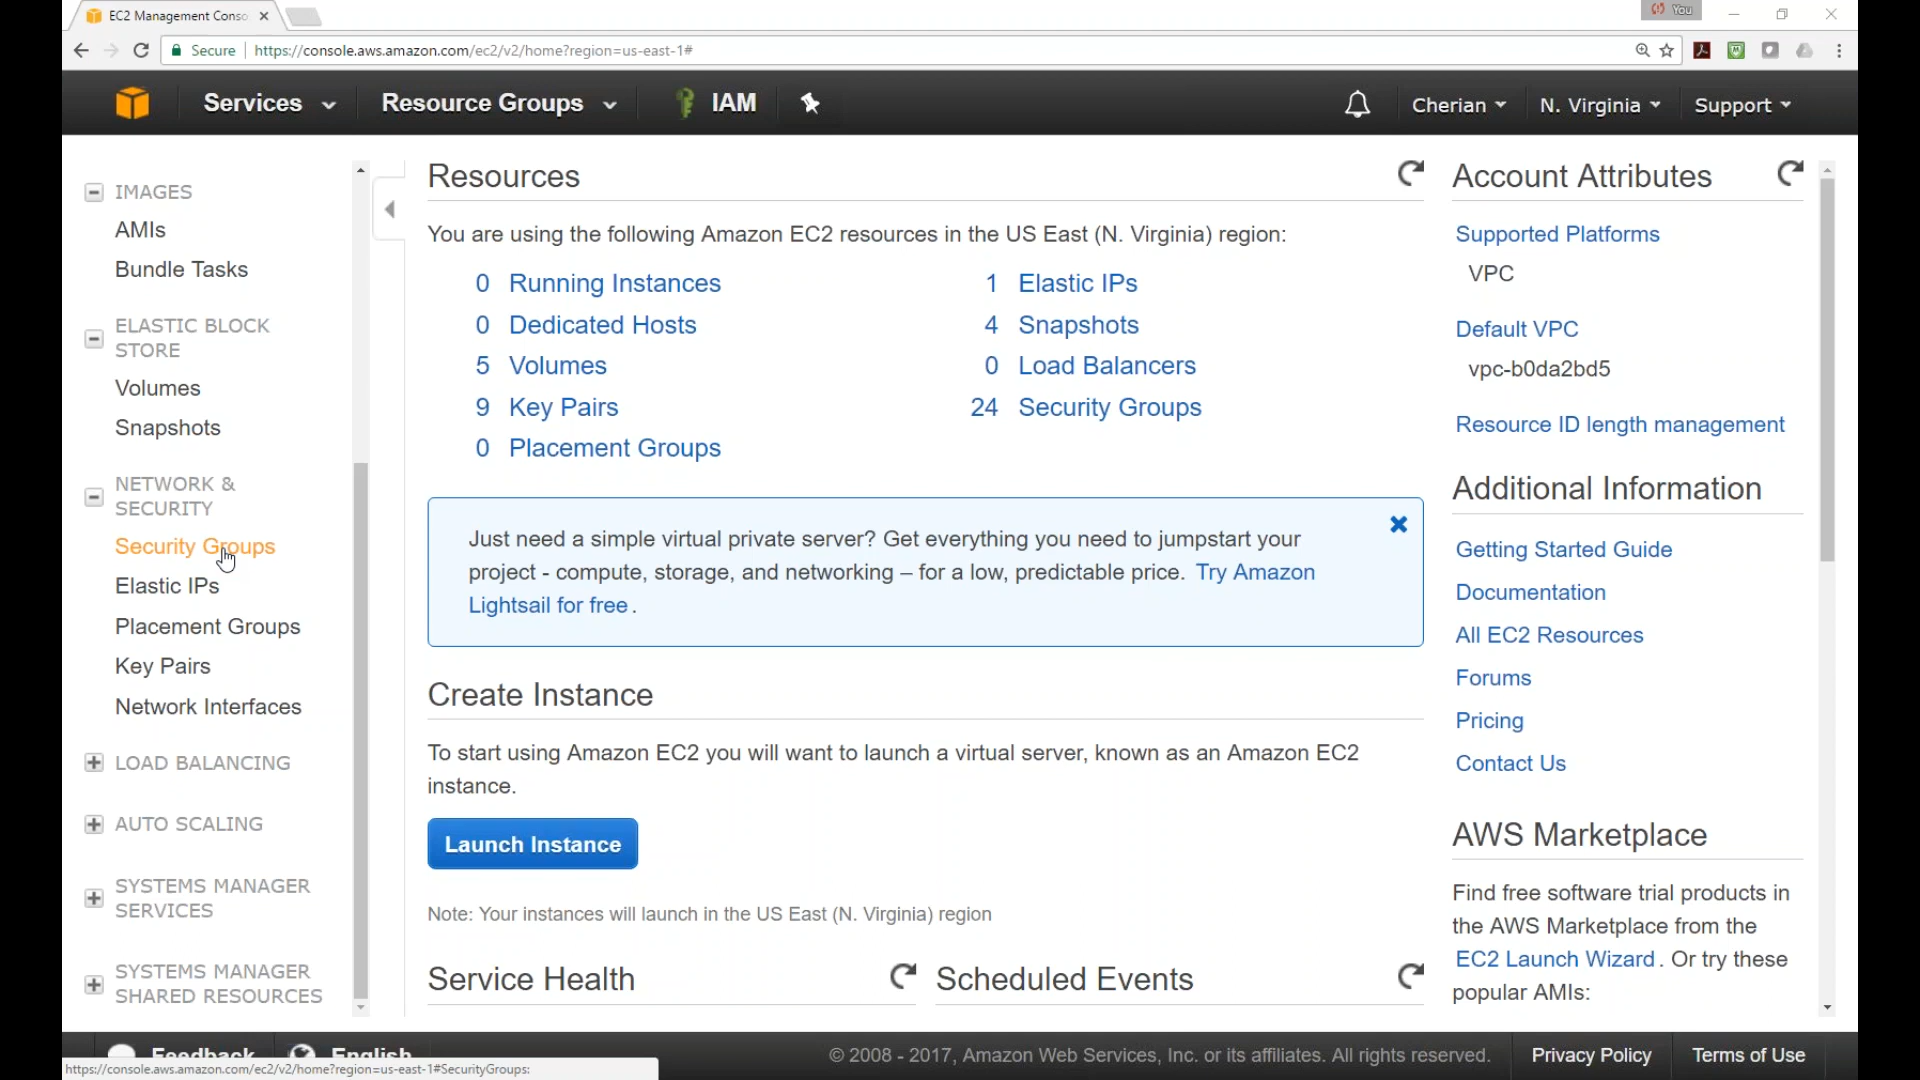 EC2 Management Conso
You
Secure
https://console.aws.amazon.com/ec2/v2/home?region=us-east-1#
Services
Resource Groups
IAM
Cherian
N. Virginia
Support
IMAGES
AMIs
Bundle Tasks
ELASTIC BLOCK
STORE
Volumes
Snapshots
NETWORK &
SECURITY
Security Groups
Elastic IPs
Placement Groups
Key Pairs
Network Interfaces
LOAD BALANCING
AUTO SCALING
SYSTEMS MANAGER
SERVICES
SYSTEMS MANAGER
SHARED RESOURCES
Resources
You are using the following Amazon EC2 resources in the US East (N. Virginia) region:
0 Running Instances
1 Elastic IPs
0 Dedicated Hosts
4 Snapshots
5 Volumes
0 Load Balancers
9 Key Pairs
24 Security Groups
0 Placement Groups
Just need a simple virtual private server? Get everything you need to jumpstart your
project - compute, storage, and networking – for a low, predictable price. Try Amazon
Lightsail for free.
Create Instance
To start using Amazon EC2 you will want to launch a virtual server, known as an Amazon EC2
instance.
Launch Instance
Note: Your instances will launch in the US East (N. Virginia) region
Service Health
Scheduled Events
Account Attributes
Supported Platforms
VPC
Default VPC
vpc-b0da2bd5
Resource ID length management
Additional Information
Getting Started Guide
Documentation
All EC2 Resources
Forums
Pricing
Contact Us
AWS Marketplace
Find free software trial products in
the AWS Marketplace from the
EC2 Launch Wizard. Or try these
popular AMIs:
Feedback
English
© 2008 - 2017, Amazon Web Services, Inc. or its affiliates. All rights reserved.
Privacy Policy
Terms of Use
https://console.aws.amazon.com/ec2/v2/home?region=us-east-1#SecurityGroups: